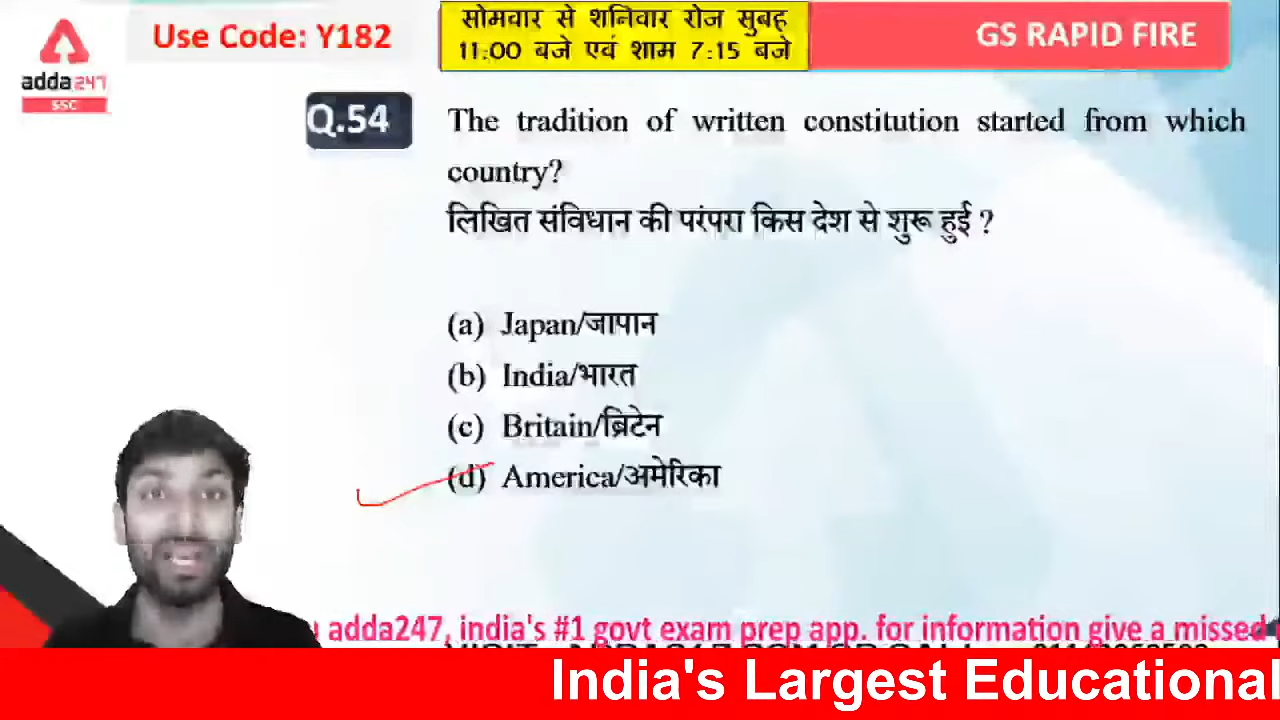 adda247
SSC
Use Code: Y182
सोमवार से शनिवार रोज सुबह
11:00 बजे एवं शाम 7:15 बजे
GS RAPID FIRE
Q.54
The tradition of written constitution started from which
country?
लिखित संविधान की परंपरा किस देश से शुरू हुई ?
(a) Japan/जापान
(b) India/भारत
(c) Britain/ब्रिटेन
(d) America/अमेरिका
adda247, india's #1 govt exam prep app. for information give a missed
India's Largest Educational